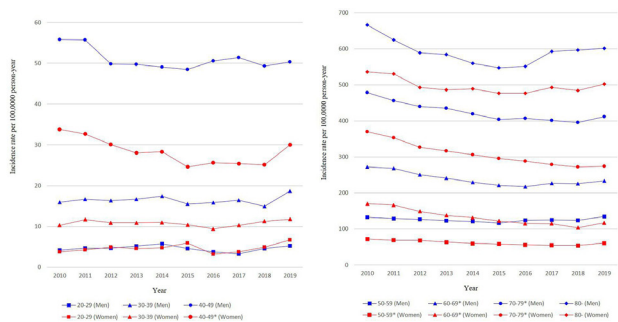 60
50
40
30
20
10
0
Incidence rate per 100,0000 person-year
2010 2011 2012 2013 2014 2015 2016 2017 2018 2019
Year
20-29 (Men) 30-39 (Men) 40-49 (Men)
20-29 (Women) 30-39 (Women) 40-49* (Women)
700
600
500
400
300
200
100
0
Incidence rate per 100,0000 person-year
2010 2011 2012 2013 2014 2015 2016 2017 2018 2019
Year
50-59 (Men) 60-69* (Men) 70-79* (Men) 80- (Men)
50-59* (Women) 60-69* (Women) 70-79* (Women) 80- (Women)